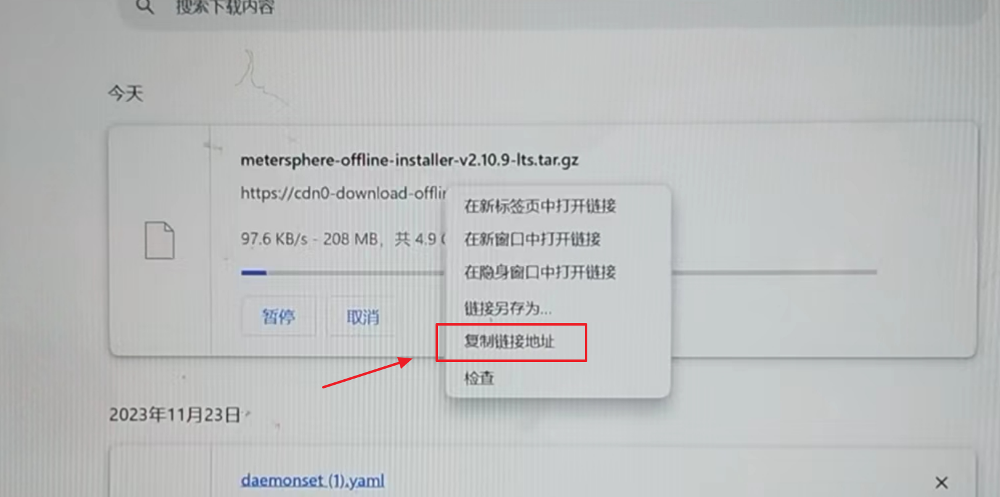 搜索下载内容
今天
metersphere-offline-installer-v2.10.9-lts.tar.gz
https://cdn0-download-offlin
97.6 KB/s - 208 MB，共 4.9
暂停
取消
在新标签页中打开链接
在新窗口中打开链接
在隐身窗口中打开链接
链接另存为...
复制链接地址
检查
2023年11月23日
daemonset (1).yaml